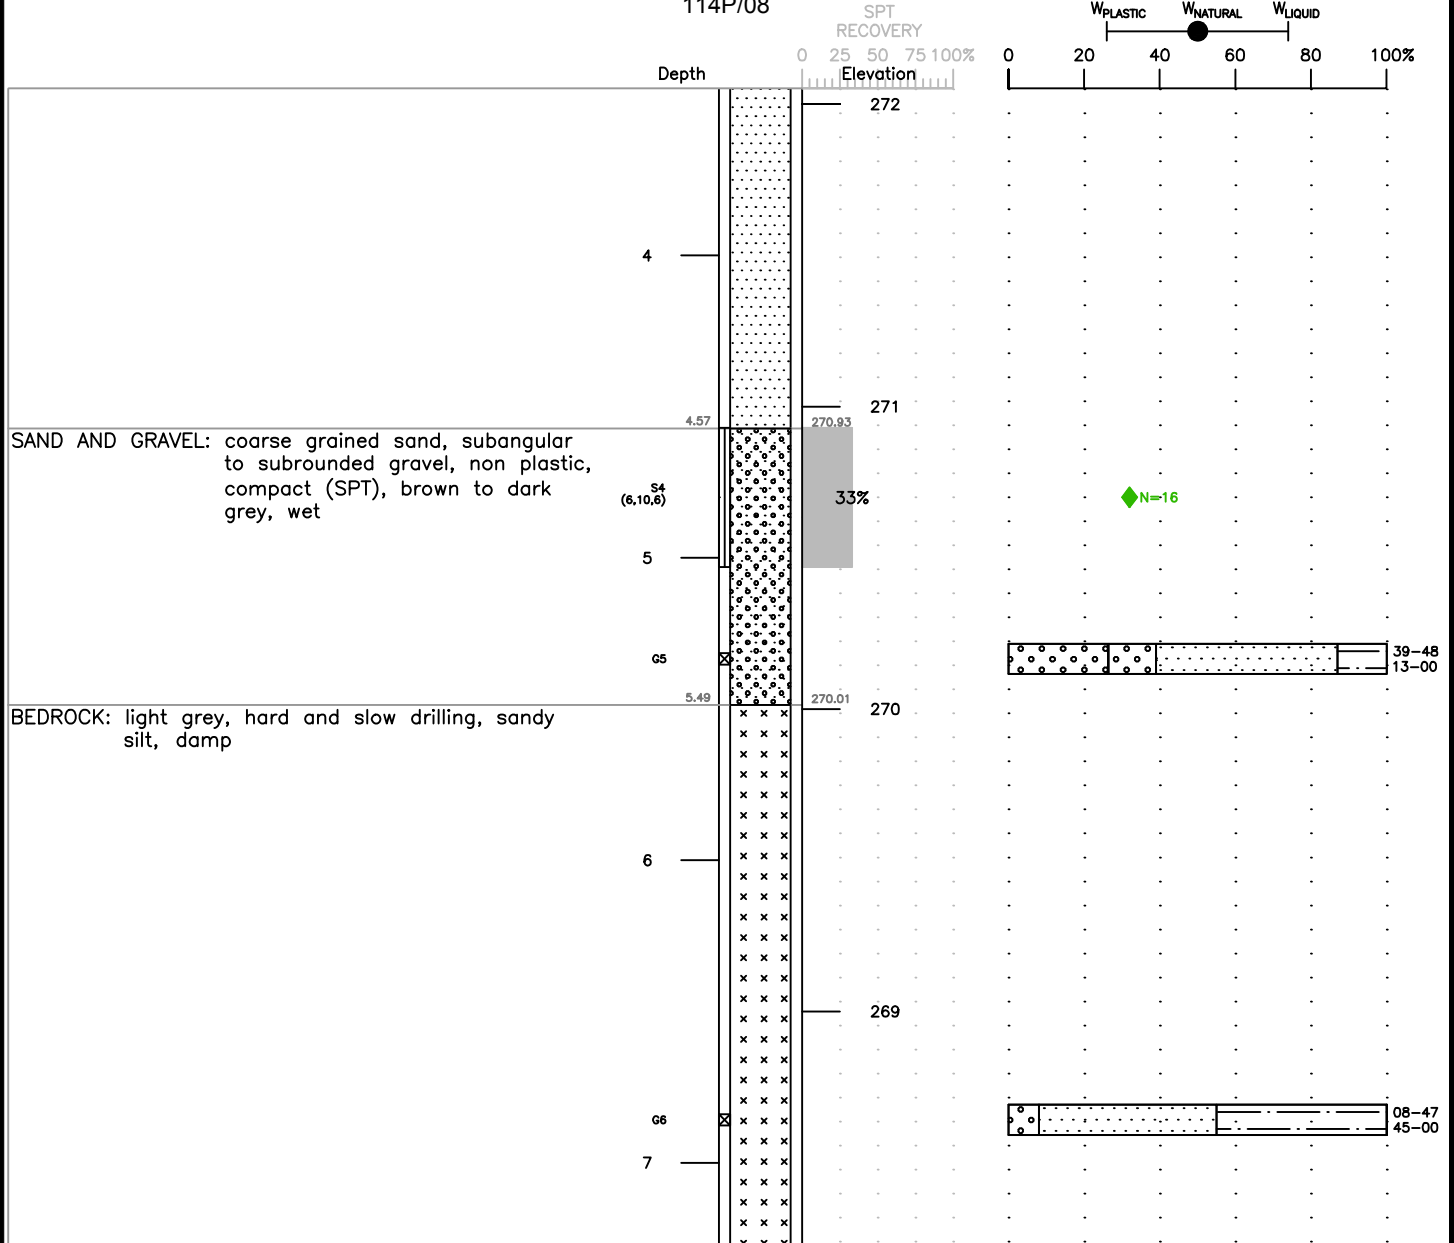 114P/08
SPT
RECOVERY
0 25 50 75 100%
Depth
Elevation
WPLASTIC WNATURAL WLIQUID
0 20 40 60 80 100%
272
4
271
4.57
270.93
SAND AND GRAVEL: coarse grained sand, subangular
to subrounded gravel, non plastic,
compact (SPT), brown to dark
grey, wet
S4
(6,10,6)
33%
N=16
5
G5
39-48
13-00
5.49
270.01
270
BEDROCK: light grey, hard and slow drilling, sandy
silt, damp
6
269
G6
08-47
45-00
7